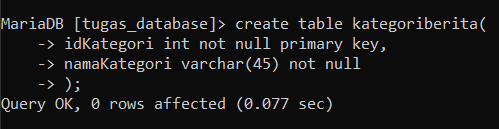 MariaDB [tugas_database]> create table kategoriberita(
    -> idKategori int not null primary key,
    -> namaKategori varchar(45) not null
    -> );
Query OK, 0 rows affected (0.077 sec)